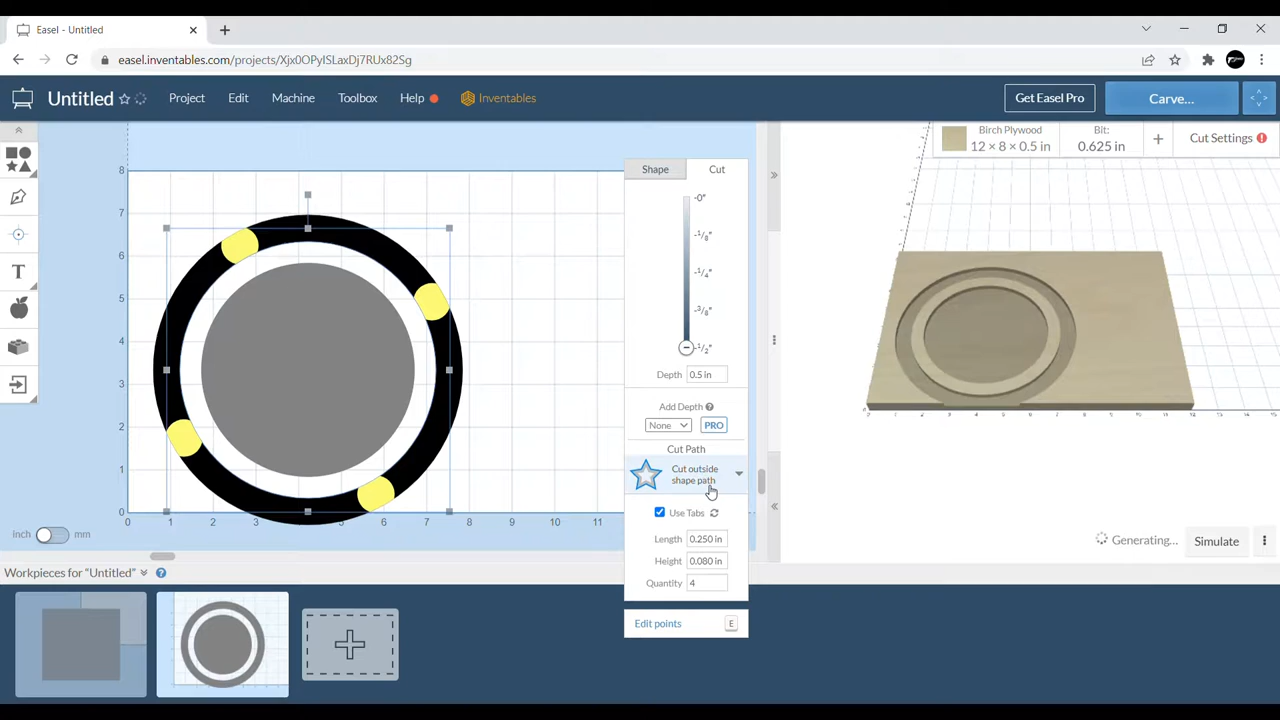 Easel - Untitled
easel.inventables.com/projects/Xjx0OPyISLaxDj7RUx82Sg
Untitled Project Edit Machine Toolbox Help Inventables Get Easel Pro Carve...
Birch Plywood
12 × 8 × 0.5 in
Bit:
0.625 in
Cut Settings
Shape Cut
-0"
-1/8"
-1/4"
-3/8"
-1/2"
Depth 0.5 in
Add Depth
None PRO
Cut Path
Cut outside
shape path
Use Tabs
Length 0.250 in
Height 0.080 in
Quantity 4
Edit points E
8
7
6
5
4
3
2
1
0
0 1 2 3 4 5 6 7 8 9 10 11
inch mm
T
Generating... Simulate
Workpieces for "Untitled"